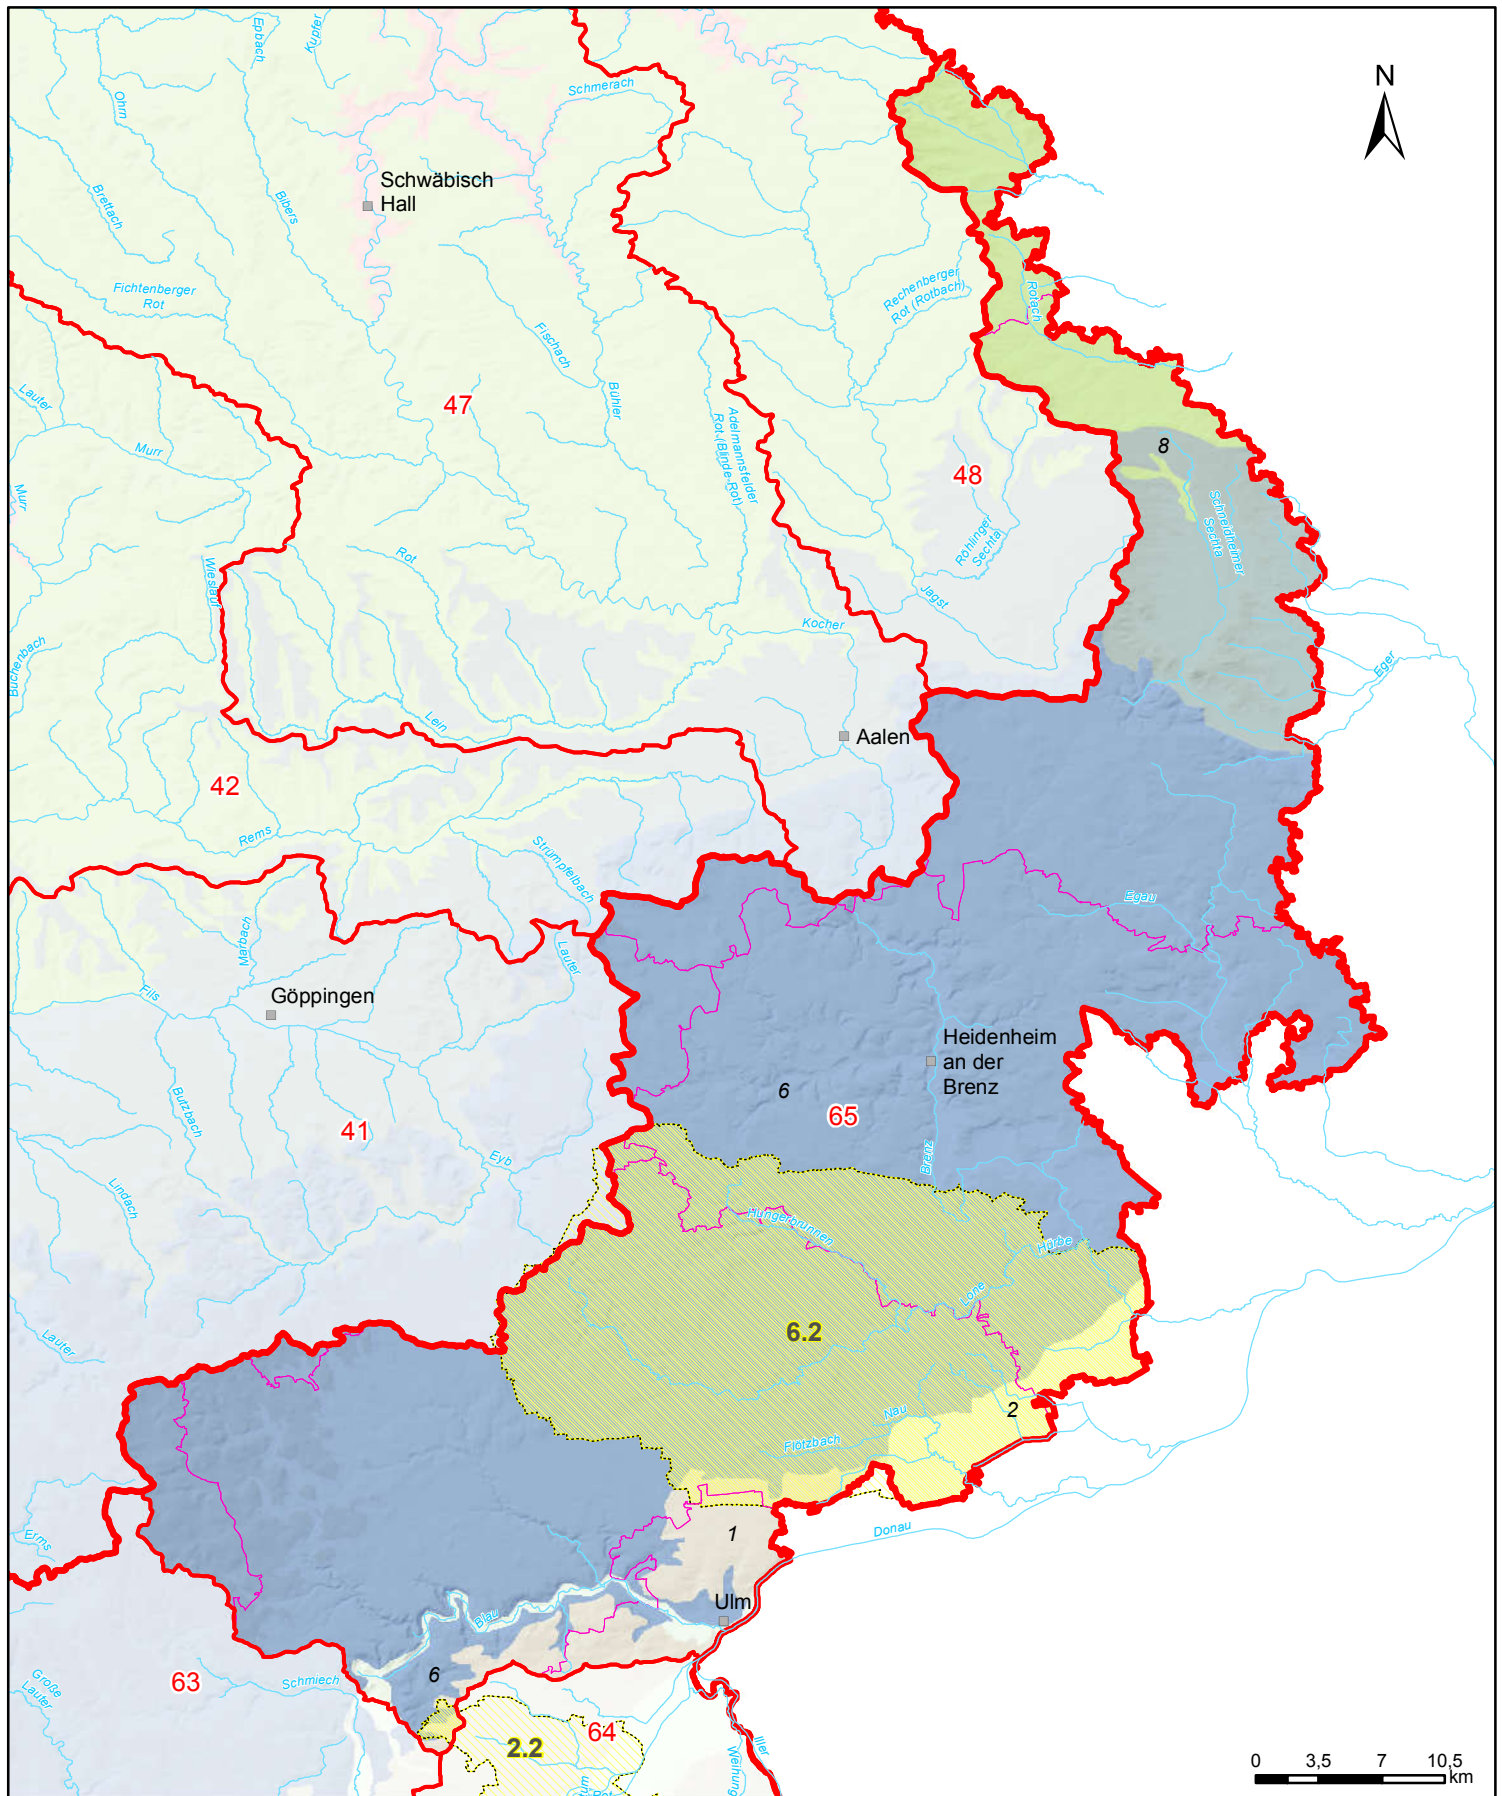 Epbach
Kupfer
N
Ohrn
Schmerach
Schwäbisch
Hall
Brettach
Bibers
Fichtenberger
Rot
Rechenberger
Rot (Rotbach)
Rotach
Fischach
Lauter
47
Bühler
Adelmannsfelder
Rot (Blinde-Rot)
8
Murr
48
Murr
Schneidheimer
Sechta
Röhlinger
Sechta
Rot
Wieslauf
Jagst
Kocher
Buchenbach
Eger
Lein
Aalen
42
Rems
Strümpfelbach
Egau
Marbach
Lauter
Fils
Göppingen
Heidenheim
an der
Brenz
6
65
Butzbach
41
Eyb
Brenz
Lindach
Hungerbrunnen
Hürbe
Lone
6.2
Lauter
Nau
2
Flötzbach
Donau
1
Erms
Ulm
Blau
6
63
Schmiech
Große
Lauter
64
2.2
Iller
Weihung
0 3,5 7 10,5
km